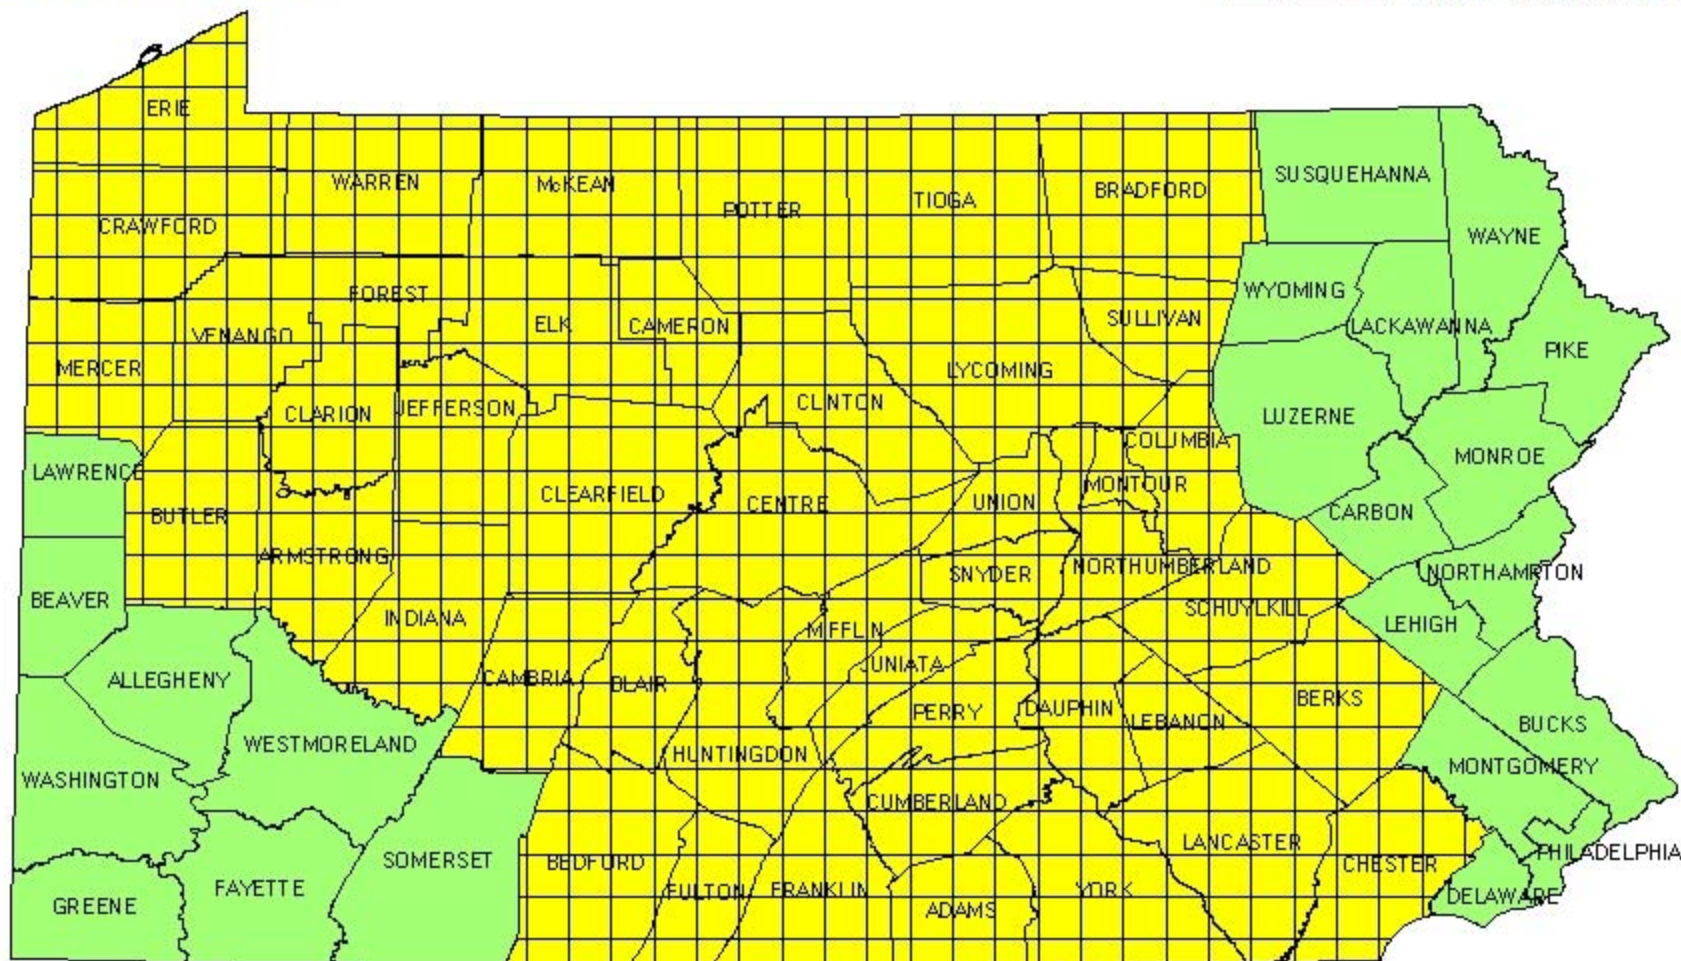 ERIE
SUSQUEHANNA
WARREN
McKEAN
BRADFORD
TIOGA
POTTER
CRAWFORD
WAYNE
WYOMING
FOREST
SULLIVAN
ELK
CAMERON
LACKAWANNA
VENANGO
PIKE
MERCER
LYCOMING
CLINTON
JEFFERSON
CLARION
LUZERNE
COLUMBIA
MONROE
LAWRENCE
MONTOUR
CLEARFIELD
CENTRE
UNION
CARBON
BUTLER
ARMSTRONG
NORTHUMBERLAND
NORTHAMPTON
SNYDER
BEAVER
SCHUYLKILL
INDIANA
LEHIGH
MIFFLIN
JUNIATA
ALLEGHENY
CAMBRIA
BLAIR
BERKS
DAUPHIN
PERRY
LEBANON
BUCKS
WESTMORELAND
HUNTINGDON
MONTGOMERY
WASHINGTON
CUMBERLAND
LANCASTER
PHILADELPHIA
SOMERSET
BEDFORD
CHESTER
FAYETTE
FULTON
FRANKLIN
YORK
DELAWARE
GREENE
ADAMS